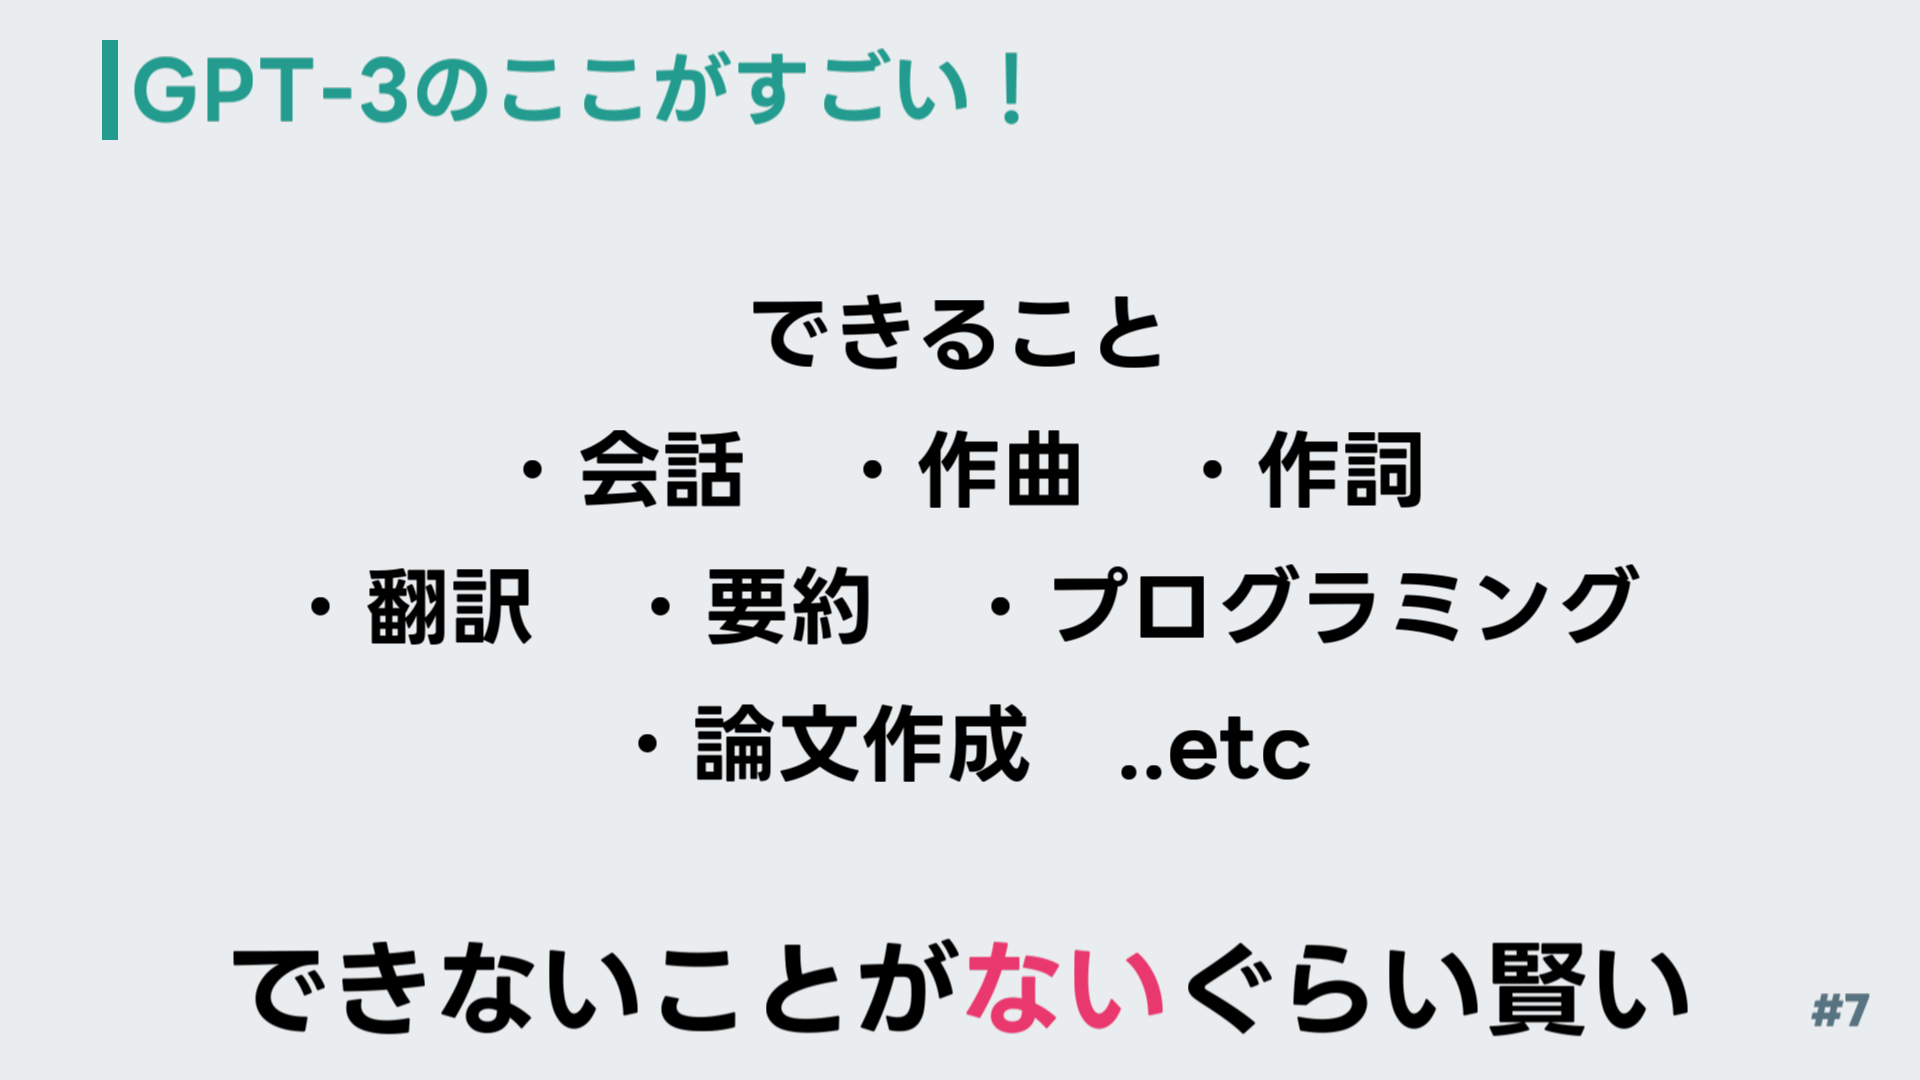 GPT-3のここがすごい！
できること
・会話　・作曲　・作詞
・翻訳　・要約　・プログラミング
・論文作成　..etc
できないことがないぐらい賢い
#7